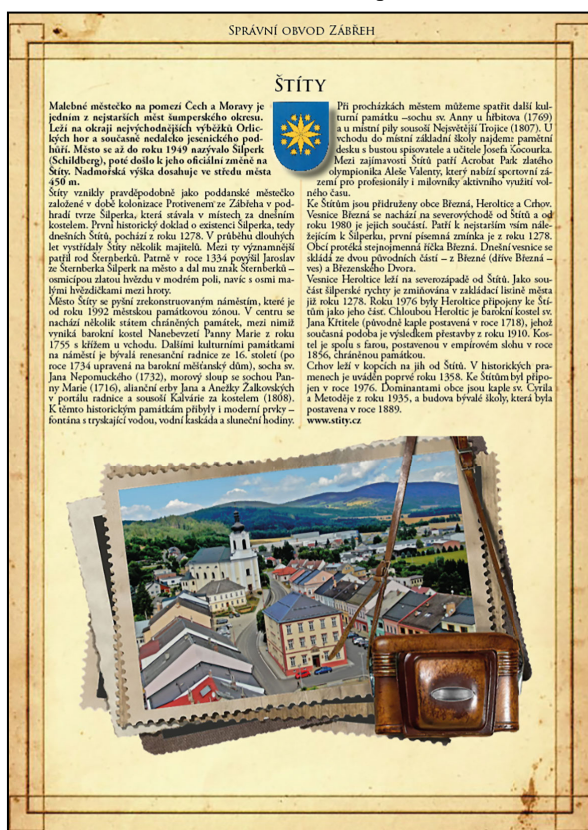 Správní obvod Zábřeh
Štíty
Malebné městečko na pomezí Čech a Moravy je
jedním z nejstarších měst šumperského okresu.
Leží na okraji nejvýchodnějších výběžků Orlic-
kých hor a současně nedaleko jesenického pod-
hůří. Město se až do roku 1949 nazývalo Šilperk
(Schildberg), poté došlo k jeho oficiální změně na
Štíty. Nadmořská výška dosahuje ve středu města
450 m.
Štíty vznikly pravděpodobně jako poddanské městečko
založené v době kolonizace Protivenem ze Zábřeha v pod-
hradí tvrze Šilperka, která stávala v místech za dnešním
kostelem. První historický doklad o existenci Šilperka, tedy
dnešních Štítů, pochází z roku 1278. V průběhu dlouhých
let vystřídaly Štíty několik majitelů. Mezi ty významnější
patřil rod Šternberků. Patrně v roce 1334 povýšil Jaroslav
ze Šternberka Šilperk na město a dal mu znak Šternberků –
osmicípou zlatou hvězdu v modrém poli, navíc s osmi ma-
lými hvězdičkami mezi hroty.
Město Štíty se pyšní zrekonstruovaným náměstím, které je
od roku 1992 městskou památkovou zónou. V centru se
nachází několik státem chráněných památek, mezi nimiž
vyniká barokní kostel Nanebevzetí Panny Marie z roku
1755 s křížem u vchodu. Dalšími kulturními památkami
na náměstí je bývalá renesanční radnice ze 16. století (po
roce 1734 upravená na barokní měšťanský dům), socha sv.
Jana Nepomuckého (1732), morový sloup se sochou Pan-
ny Marie (1716), alianční erby Jana a Anežky Žalkovských
v portálu radnice a sousoší Kalvárie za kostelem (1808).
K těmto historickým památkám přibyly i moderní prvky –
fontána s tryskající vodou, vodní kaskáda a sluneční hodiny.
Při procházkách městem můžeme spatřit další kul-
turní památky –sochu sv. Anny u hřbitova (1769)
a u místní pily sousoší Nejsvětější Trojice (1807). U
vchodu do místní základní školy najdeme pamětní
desku s bustou spisovatele a učitele Josefa Kocourka.
Mezi zajímavosti Štítů patří Acrobat Park zlatého
olympionika Aleše Valenty, který nabízí sportovní zá-
zemí pro profesionály i milovníky aktivního využití vol-
ného času.
Ke Štítům jsou přidruženy obce Březná, Heroltice a Crhov.
Vesnice Březná se nachází na severovýchodě od Štítů a od
roku 1980 je jejich součástí. Patří k nejstarším vsím nále-
žejícím k Šilperku, první písemná zmínka je z roku 1278.
Obcí protéká stejnojmenná říčka Březná. Dnešní vesnice se
skládá ze dvou původních částí – z Březné (dříve Březná –
ves) a Březenského Dvora.
Vesnice Heroltice leží na severozápadě od Štítů. Jako sou-
část šilperské rychty je zmiňována v zakládací listině města
již roku 1278. Roku 1976 byly Heroltice připojeny ke Ští-
tům jako jeho část. Chloubou Heroltic je barokní kostel sv.
Jana Křtitele (původně kaple postavená v roce 1718), jehož
současná podoba je výsledkem přestavby z roku 1910. Kos-
tel je spolu s farou, postavenou v empírovém slohu v roce
1856, chráněnou památkou.
Crhov leží v kopcích na jih od Štítů. V historických pra-
menech je uváděn poprvé roku 1358. Ke Štítům byl připo-
jen v roce 1976. Dominantami obce jsou kaple sv. Cyrila
a Metoděje z roku 1935, a budova bývalé školy, která byla
postavena v roce 1889.
www.stity.cz